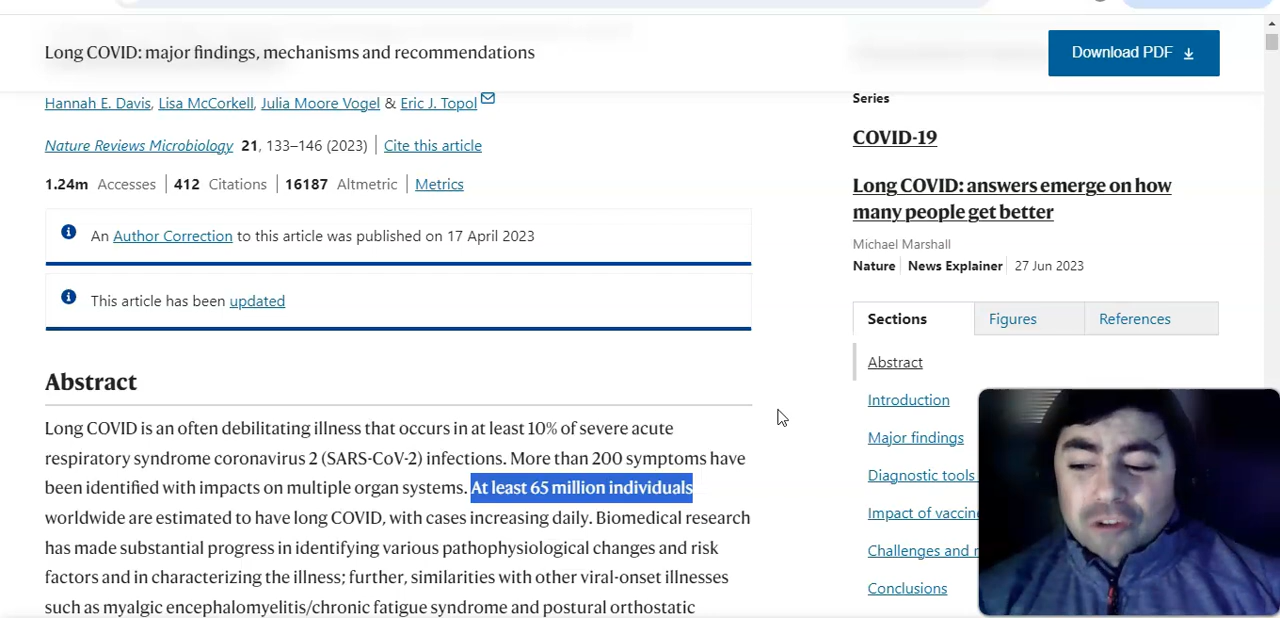 Long COVID: major findings, mechanisms and recommendations
Download PDF
Hannah E. Davis, Lisa McCorkell, Julia Moore Vogel & Eric J. Topol
Nature Reviews Microbiology 21, 133–146 (2023) | Cite this article
1.24m Accesses | 412 Citations | 16187 Altmetric | Metrics
An Author Correction to this article was published on 17 April 2023
This article has been updated
Abstract
Long COVID is an often debilitating illness that occurs in at least 10% of severe acute
respiratory syndrome coronavirus 2 (SARS-CoV-2) infections. More than 200 symptoms have
been identified with impacts on multiple organ systems. At least 65 million individuals
worldwide are estimated to have long COVID, with cases increasing daily. Biomedical research
has made substantial progress in identifying various pathophysiological changes and risk
factors and in characterizing the illness; further, similarities with other viral-onset illnesses
such as myalgic encephalomyelitis/chronic fatigue syndrome and postural orthostatic
Series
COVID-19
Long COVID: answers emerge on how
many people get better
Michael Marshall
Nature | News Explainer | 27 Jun 2023
Sections Figures References
Abstract
Introduction
Major findings
Diagnostic tools
Impact of vaccin
Challenges and
Conclusions